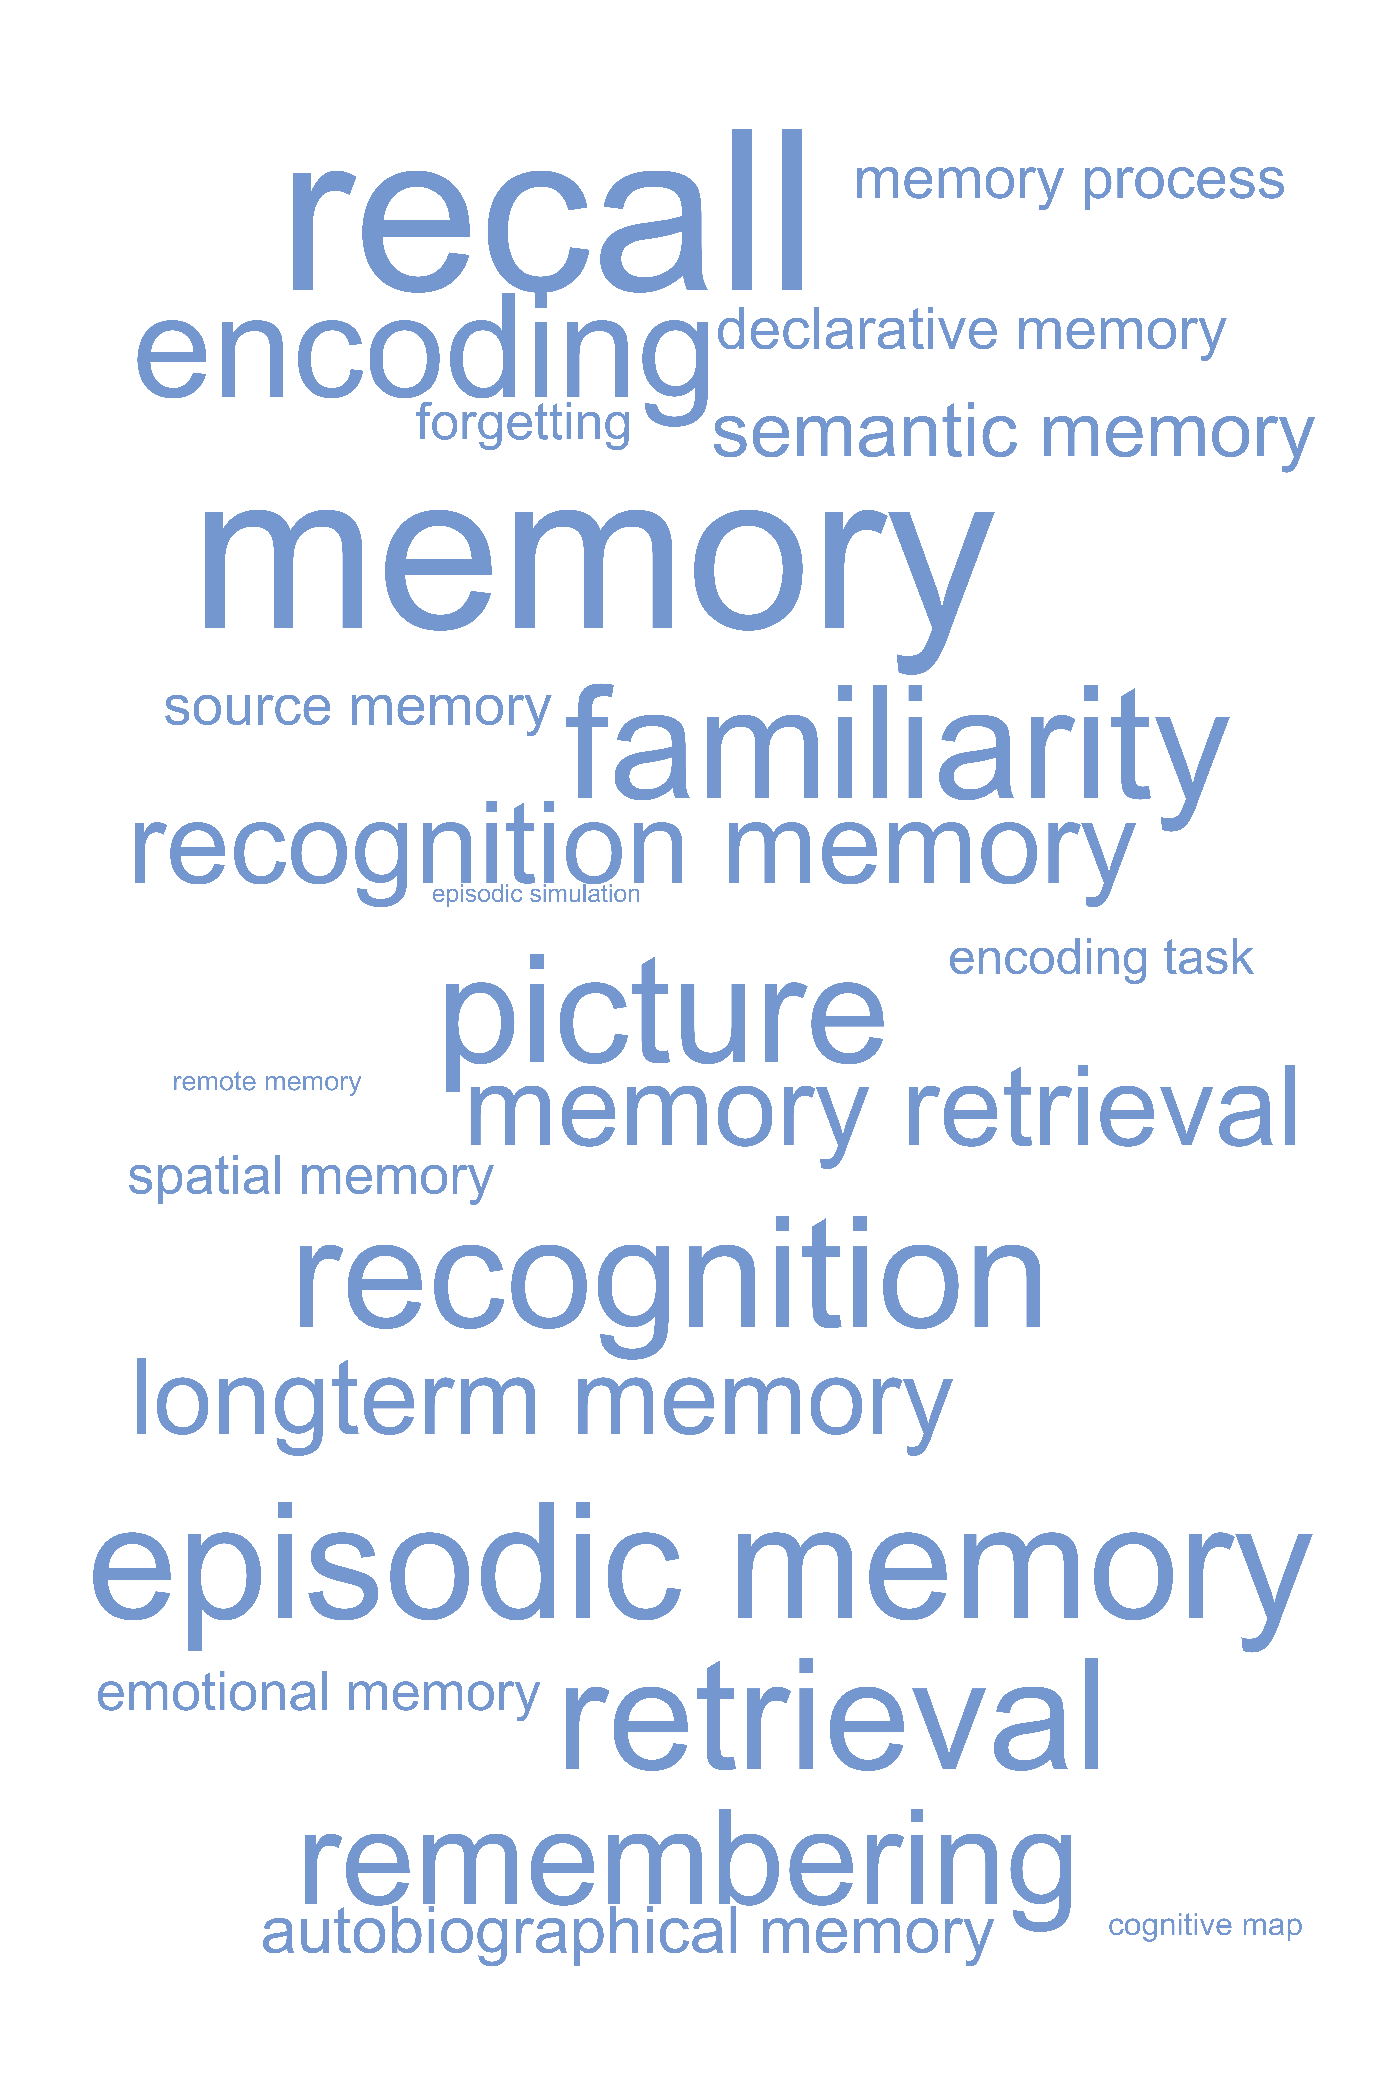 recall
memory process
encoding
declarative memory
forgetting
semantic memory
memory
source memory
familiarity
recognition memory
episodic simulation
encoding task
picture
remote memory
memory retrieval
spatial memory
recognition
longterm memory
episodic memory
emotional memory
retrieval
remembering
autobiographical memory
cognitive map